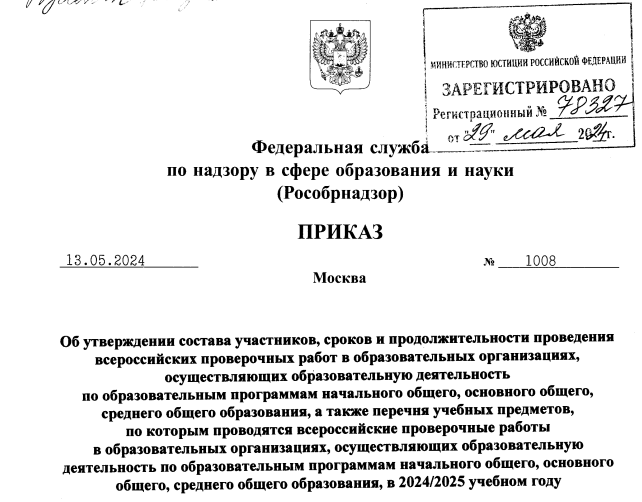 МИНИСТЕРСТВО ЮСТИЦИИ РОССИЙСКОЙ ФЕДЕРАЦИИ
ЗАРЕГИСТРИРОВАНО
Регистрационный № 78327
от "29" мая 2024г.
Федеральная служба
по надзору в сфере образования и науки
(Рособрнадзор)
ПРИКАЗ
13.05.2024 № 1008
Москва
Об утверждении состава участников, сроков и продолжительности проведения
всероссийских проверочных работ в образовательных организациях,
осуществляющих образовательную деятельность
по образовательным программам начального общего, основного общего,
среднего общего образования, а также перечня учебных предметов,
по которым проводятся всероссийские проверочные работы
в образовательных организациях, осуществляющих образовательную
деятельность по образовательным программам начального общего, основного
общего, среднего общего образования, в 2024/2025 учебном году